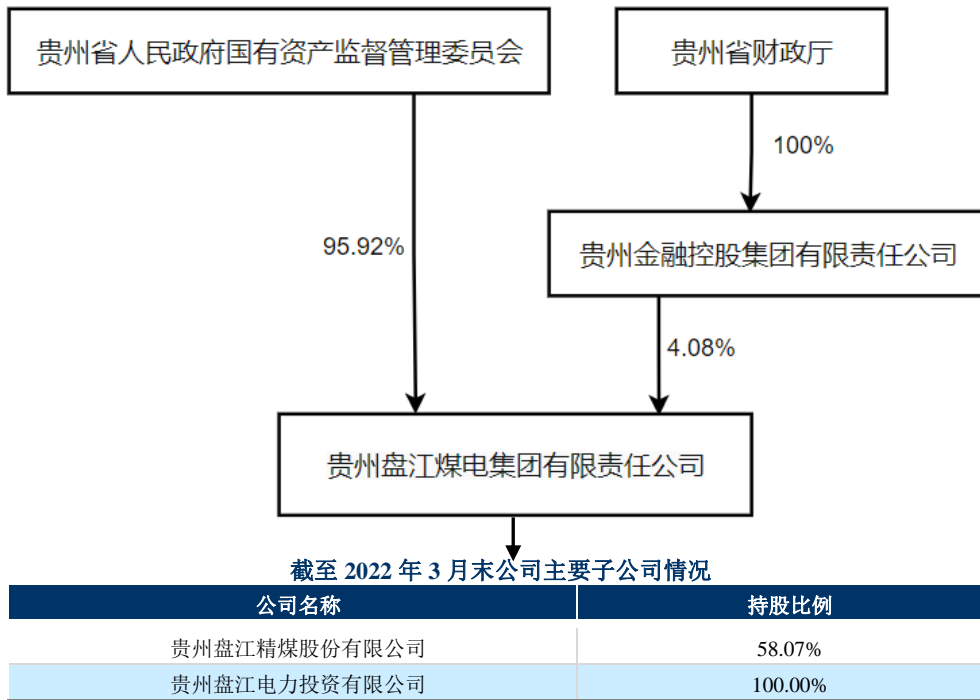 贵州省人民政府国有资产监督管理委员会
贵州省财政厅
100%
95.92%
贵州金融控股集团有限责任公司
4.08%
贵州盘江煤电集团有限责任公司
截至 2022 年 3 月末公司主要子公司情况
公司名称 持股比例
贵州盘江精煤股份有限公司 58.07%
贵州盘江电力投资有限公司 100.00%